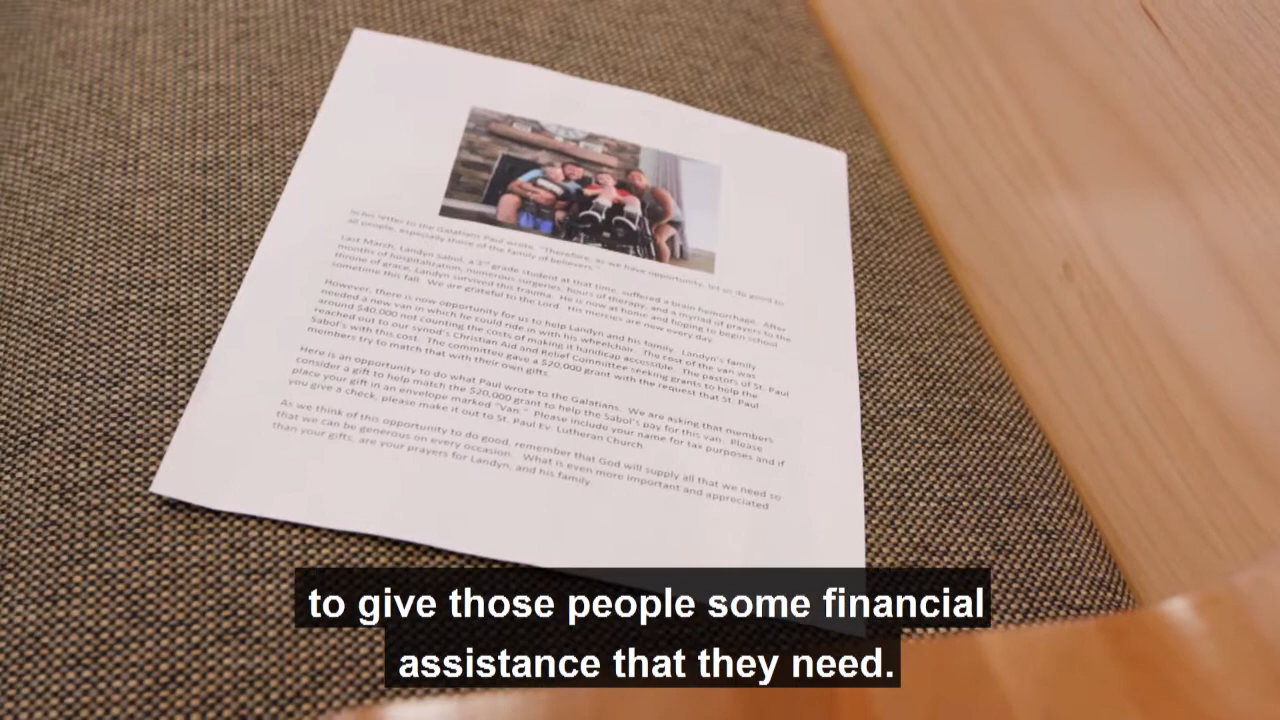 In his letter to the Galatians Paul wrote, "Therefore, as we have opportunity, let us do good to
all people, especially those of the family of believers."
Last March, Landyn Sabol, a 3rd grade student at that time, suffered a brain hemorrhage. After
months of hospitalization, numerous surgeries, hours of therapy, and a myriad of prayers to the
throne of grace, Landyn survived this trauma. He is now at home and hoping to begin school
sometime this fall. We are grateful to the Lord. His mercies are new every day.
However, there is now opportunity for us to help Landyn and his family. Landyn's family
needed a new van in which he could ride in with his wheelchair. The cost of the van was
around $40,000 not counting the costs of making it handicap accessible. The pastors of St. Paul
reached out to our synod's Christian Aid and Relief Committee seeking grants to help the
Sabol's with this cost. The committee gave a $20,000 grant with the request that St. Paul
members try to match that with their own gifts.
Here is an opportunity to do what Paul wrote to the Galatians. We are asking that members
consider a gift to help match the $20,000 grant to help the Sabol's pay for this van. Please
place your gift in an envelope marked "Van." Please include your name for tax purposes and if
you give a check, please make it out to St. Paul Ev. Lutheran Church.
As we think of this opportunity to do good, remember that God will supply all that we need so
that we can be generous on every occasion. What is even more important and appreciated
than your gifts, are your prayers for Landyn, and his family.
to give those people some financial
assistance that they need.